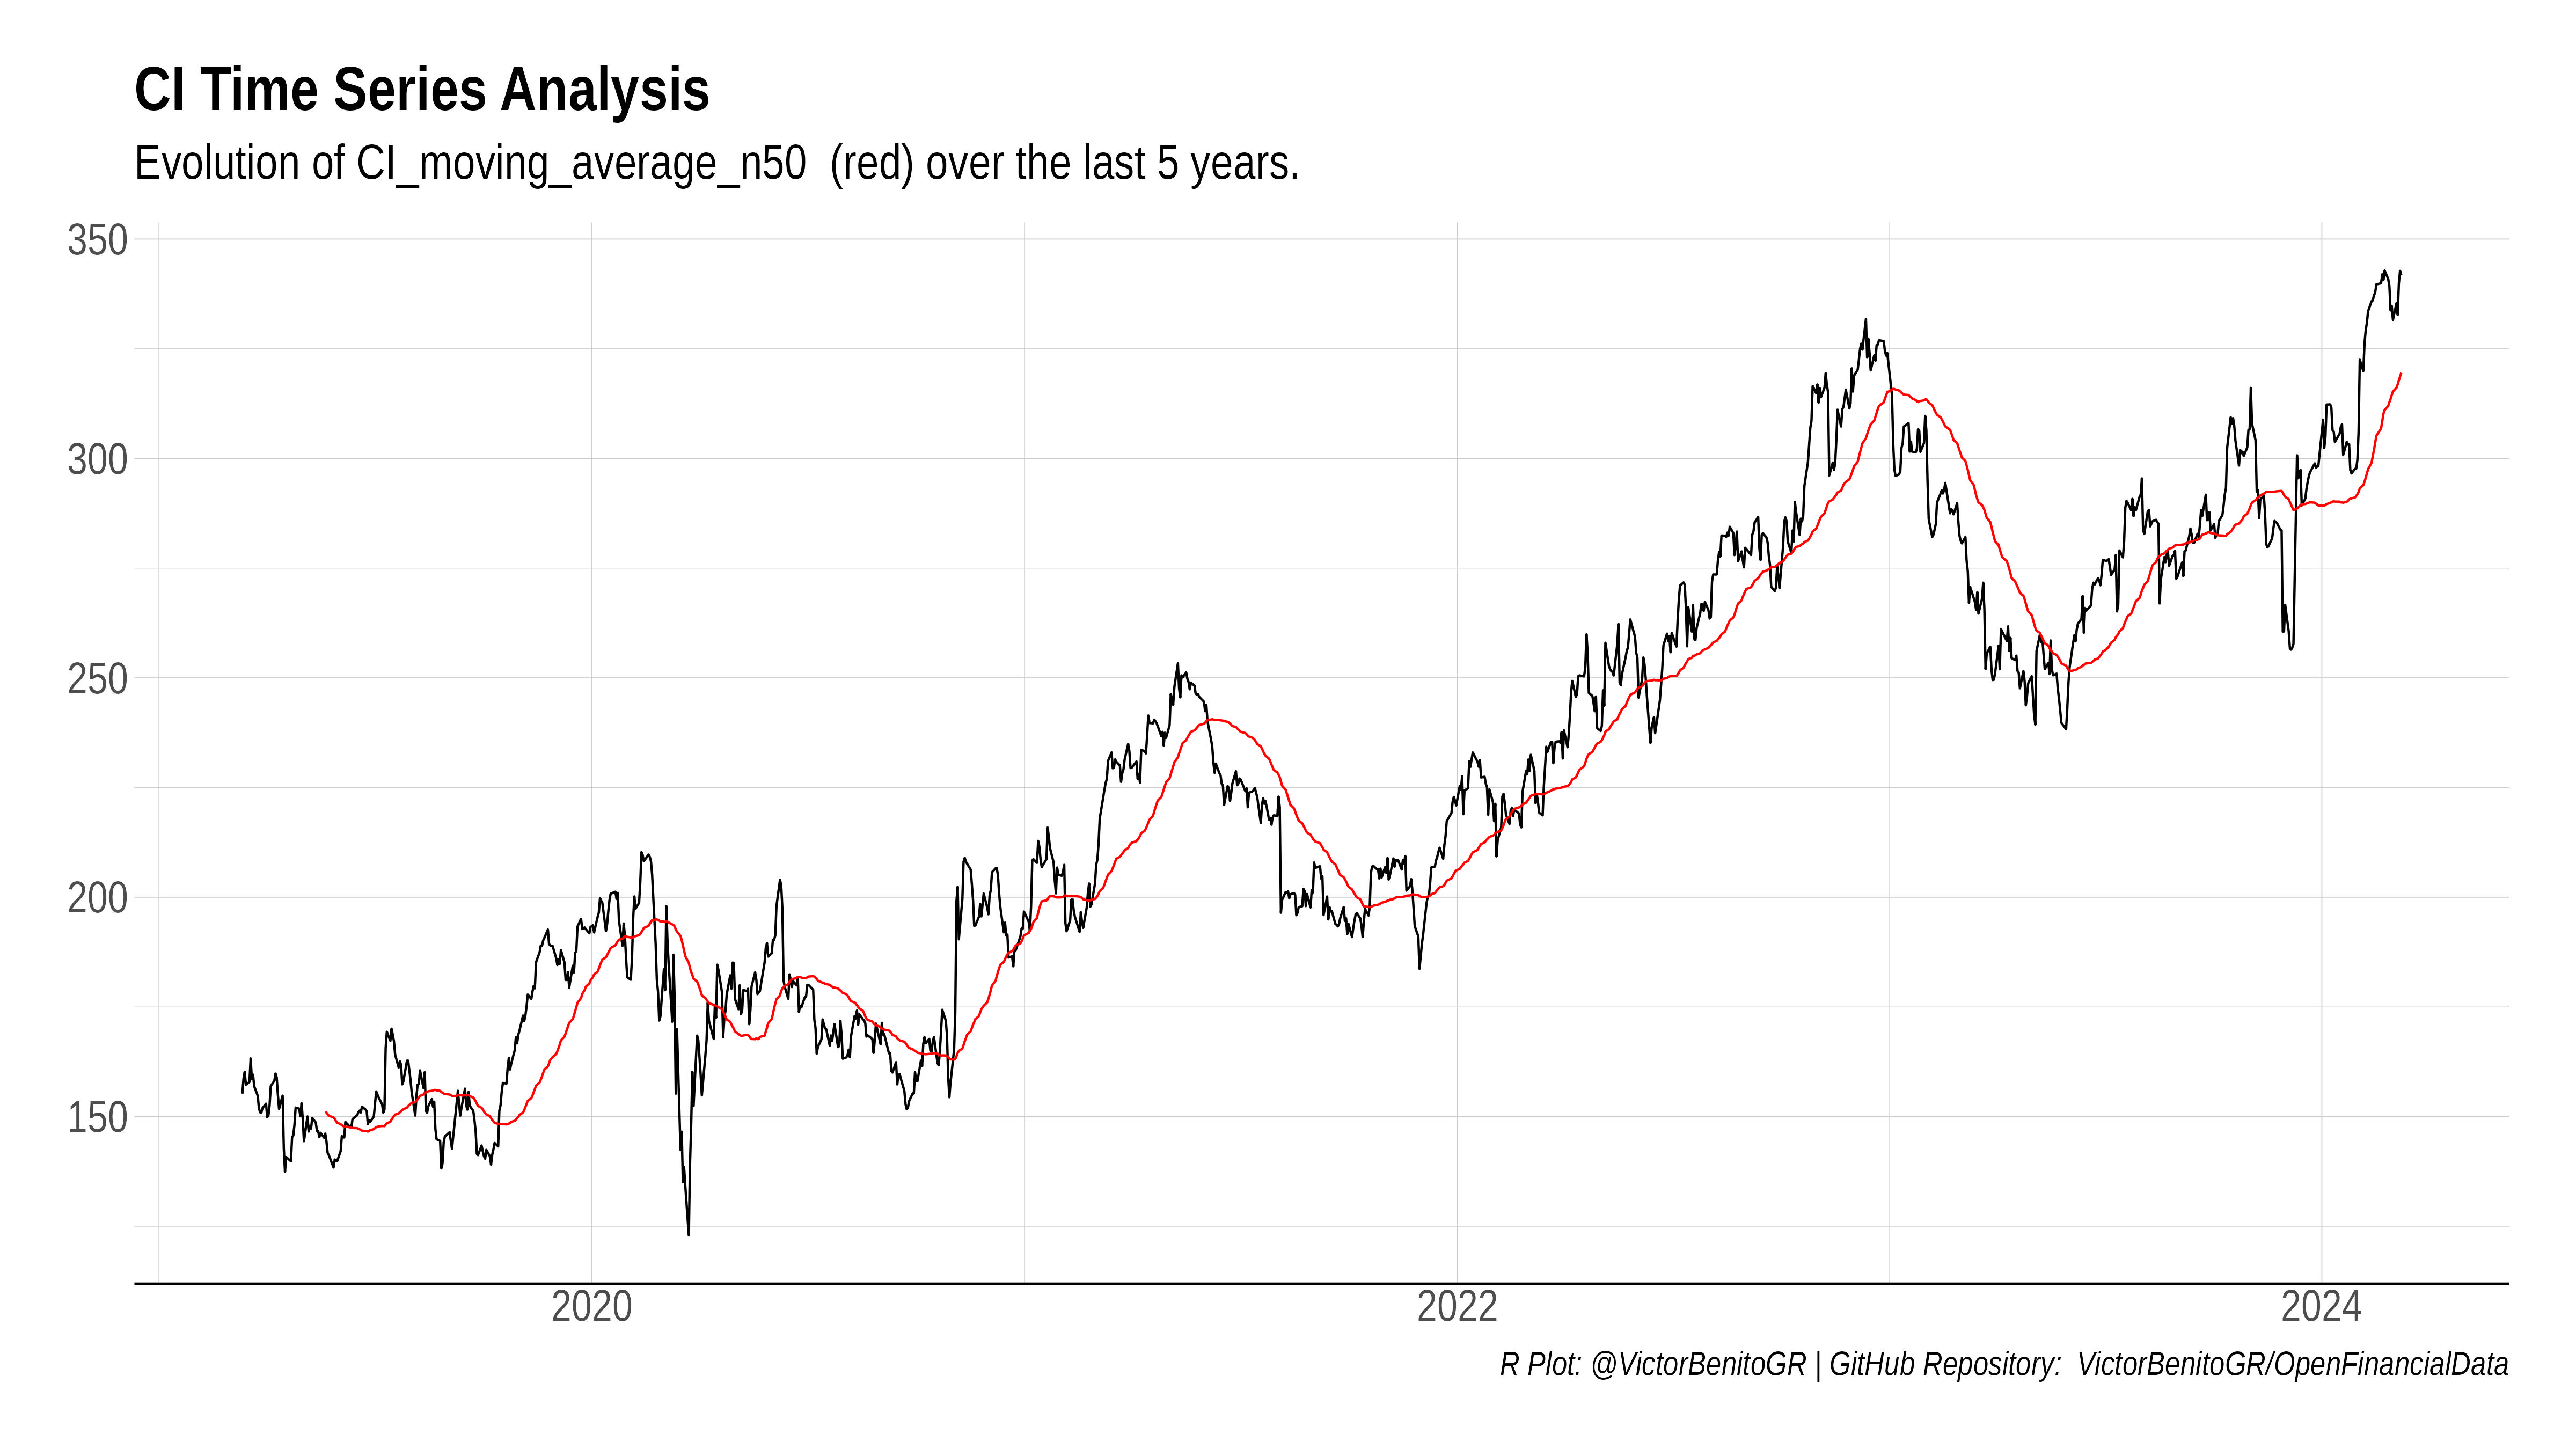 CI Time Series Analysis
Evolution of CI_moving_average_n50  (red) over the last 5 years.
350
300
250
200
150
2020 2022 2024
R Plot: @VictorBenitoGR | GitHub Repository:  VictorBenitoGR/OpenFinancialData